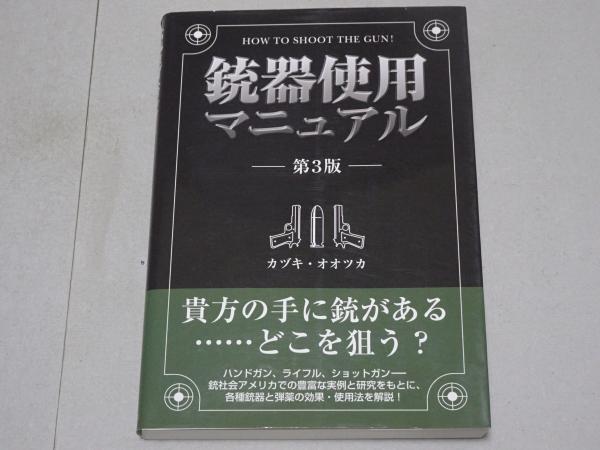 HOW TO SHOOT THE GUN!
銃器使用
マニュアル
第3版
カヅキ・オオツカ
貴方の手に銃がある
……どこを狙う？
ハンドガン、ライフル、ショットガン──
銃社会アメリカでの豊富な実例と研究をもとに、
各種銃器と弾薬の効果・使用法を解説！